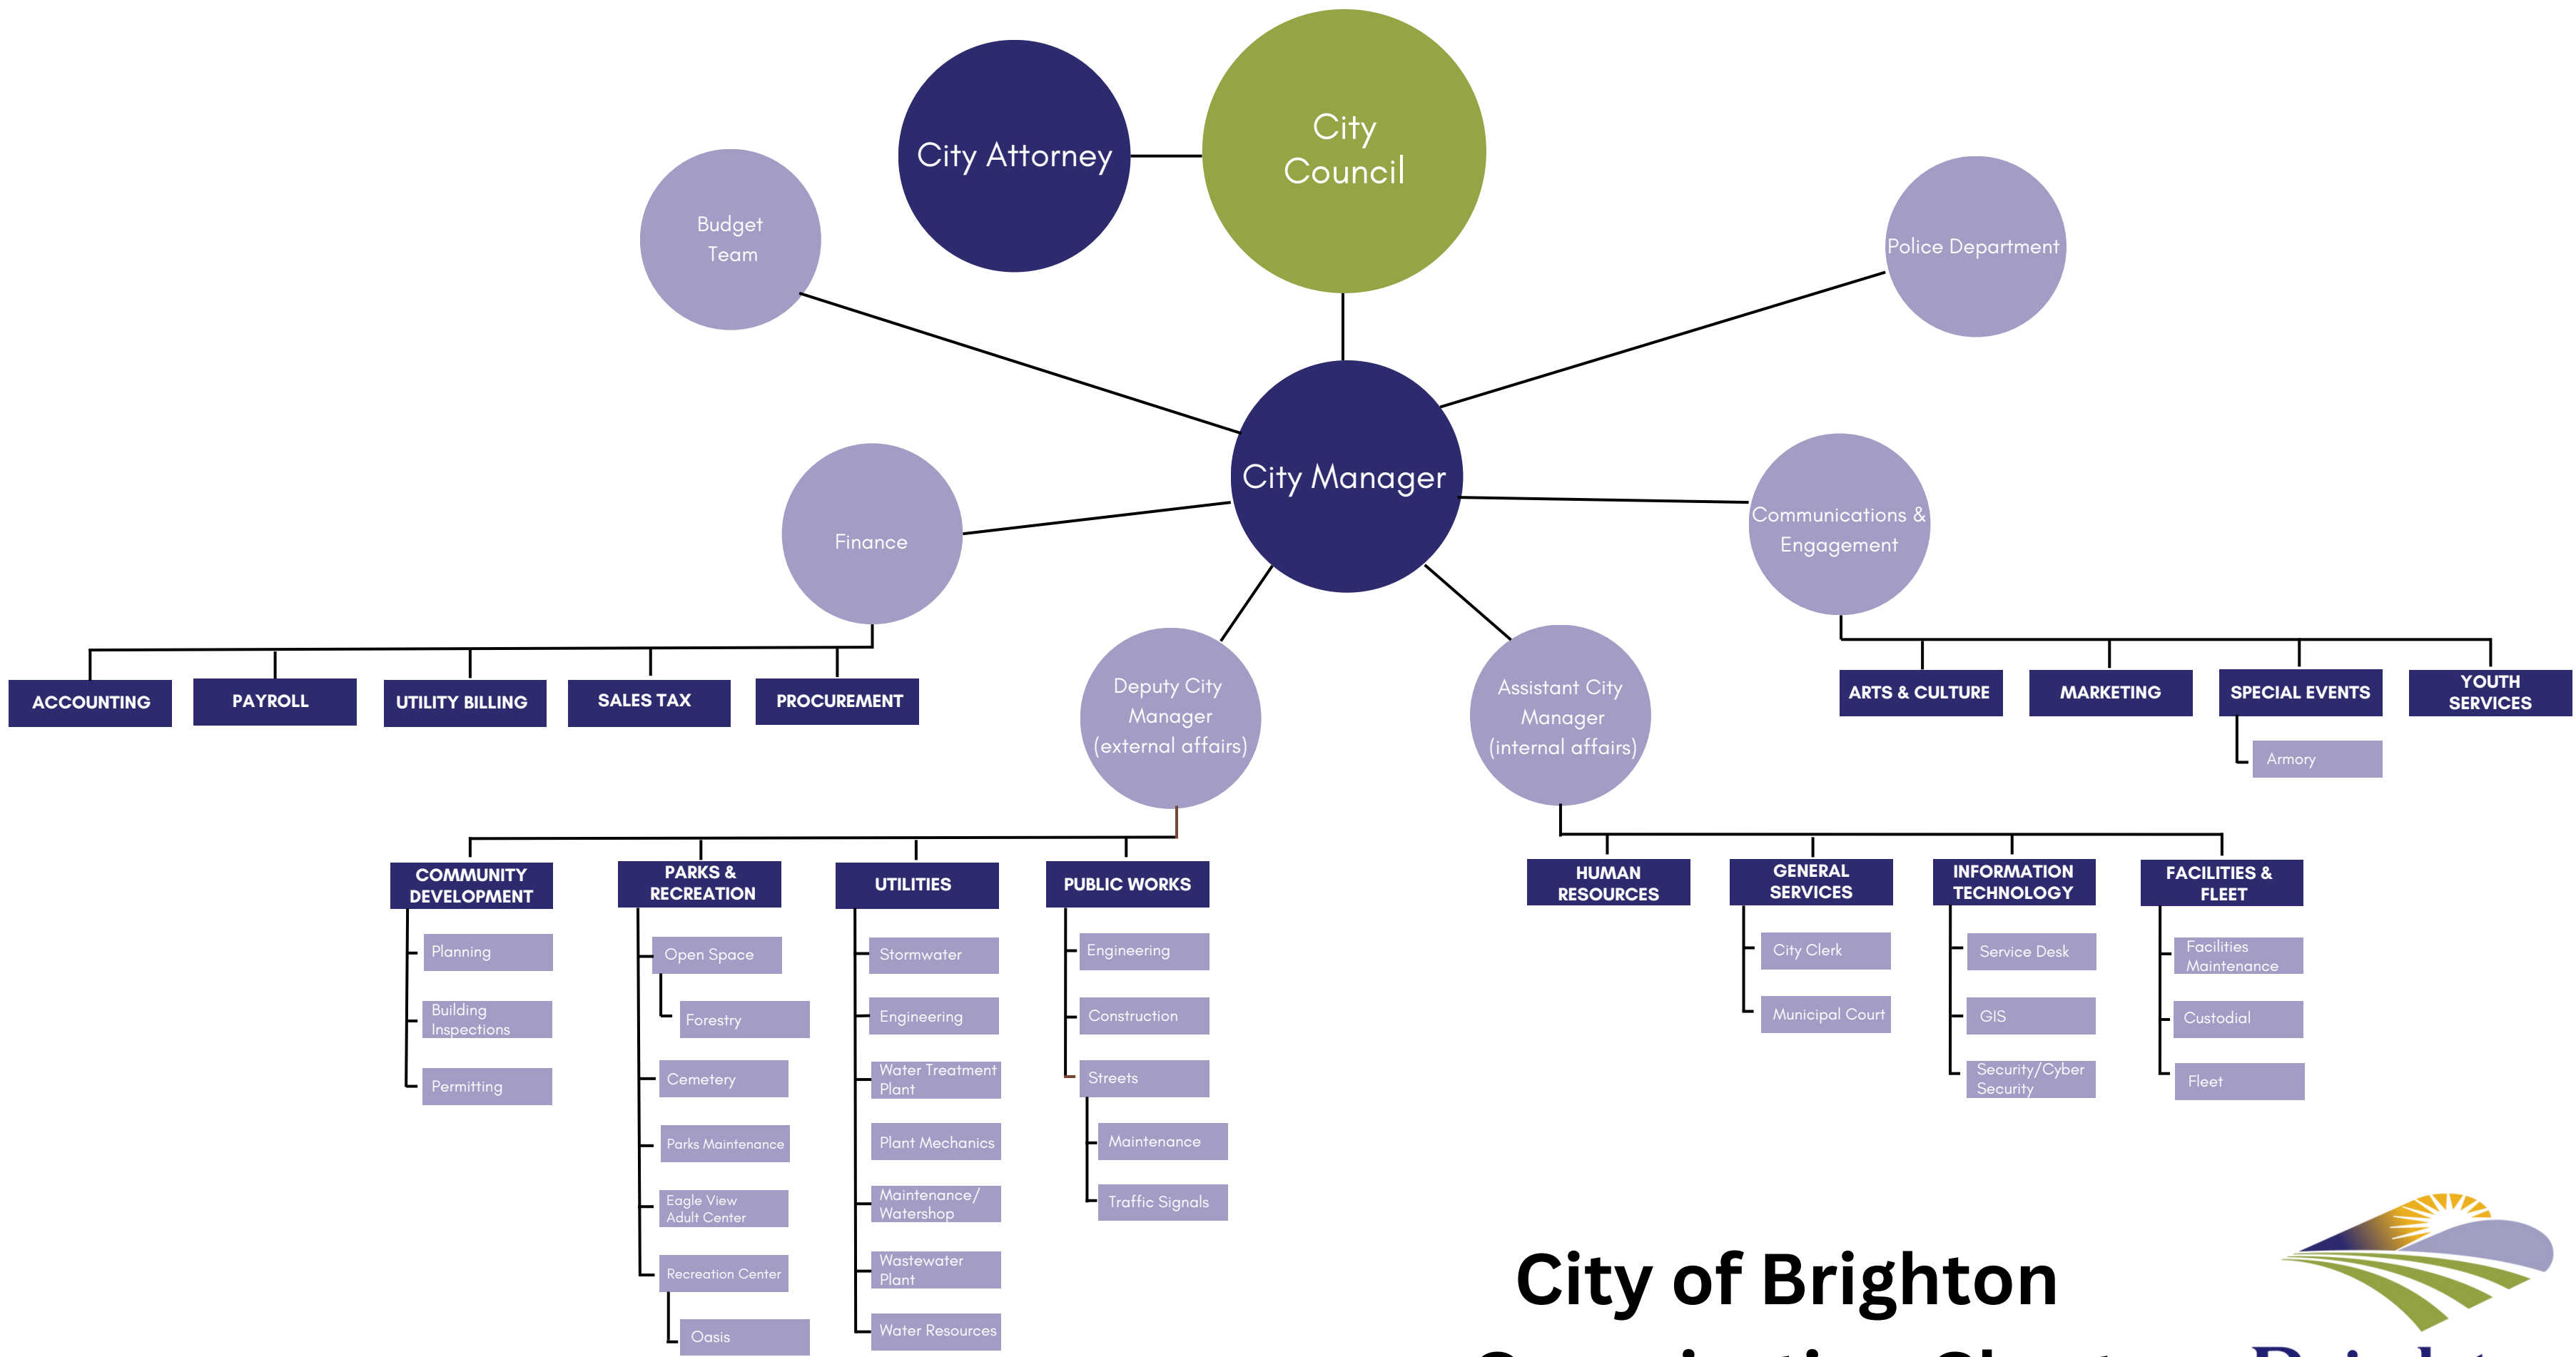 City
Council
City Attorney
Budget
Team
Police Department
City Manager
Finance
Communications &
Engagement
ACCOUNTING
PAYROLL
UTILITY BILLING
SALES TAX
PROCUREMENT
Deputy City
Manager
(external affairs)
Assistant City
Manager
(internal affairs)
ARTS & CULTURE
MARKETING
SPECIAL EVENTS
YOUTH
SERVICES
Armory
COMMUNITY
DEVELOPMENT
Planning
Building
Inspections
Permitting
PARKS &
RECREATION
Open Space
Forestry
Cemetery
Parks Maintenance
Eagle View
Adult Center
Recreation Center
Oasis
UTILITIES
Stormwater
Engineering
Water Treatment
Plant
Plant Mechanics
Maintenance/
Watershop
Wastewater
Plant
Water Resources
PUBLIC WORKS
Engineering
Construction
Streets
Maintenance
Traffic Signals
HUMAN
RESOURCES
GENERAL
SERVICES
City Clerk
Municipal Court
INFORMATION
TECHNOLOGY
Service Desk
GIS
Security/Cyber
Security
FACILITIES &
FLEET
Facilities
Maintenance
Custodial
Fleet
City of Brighton